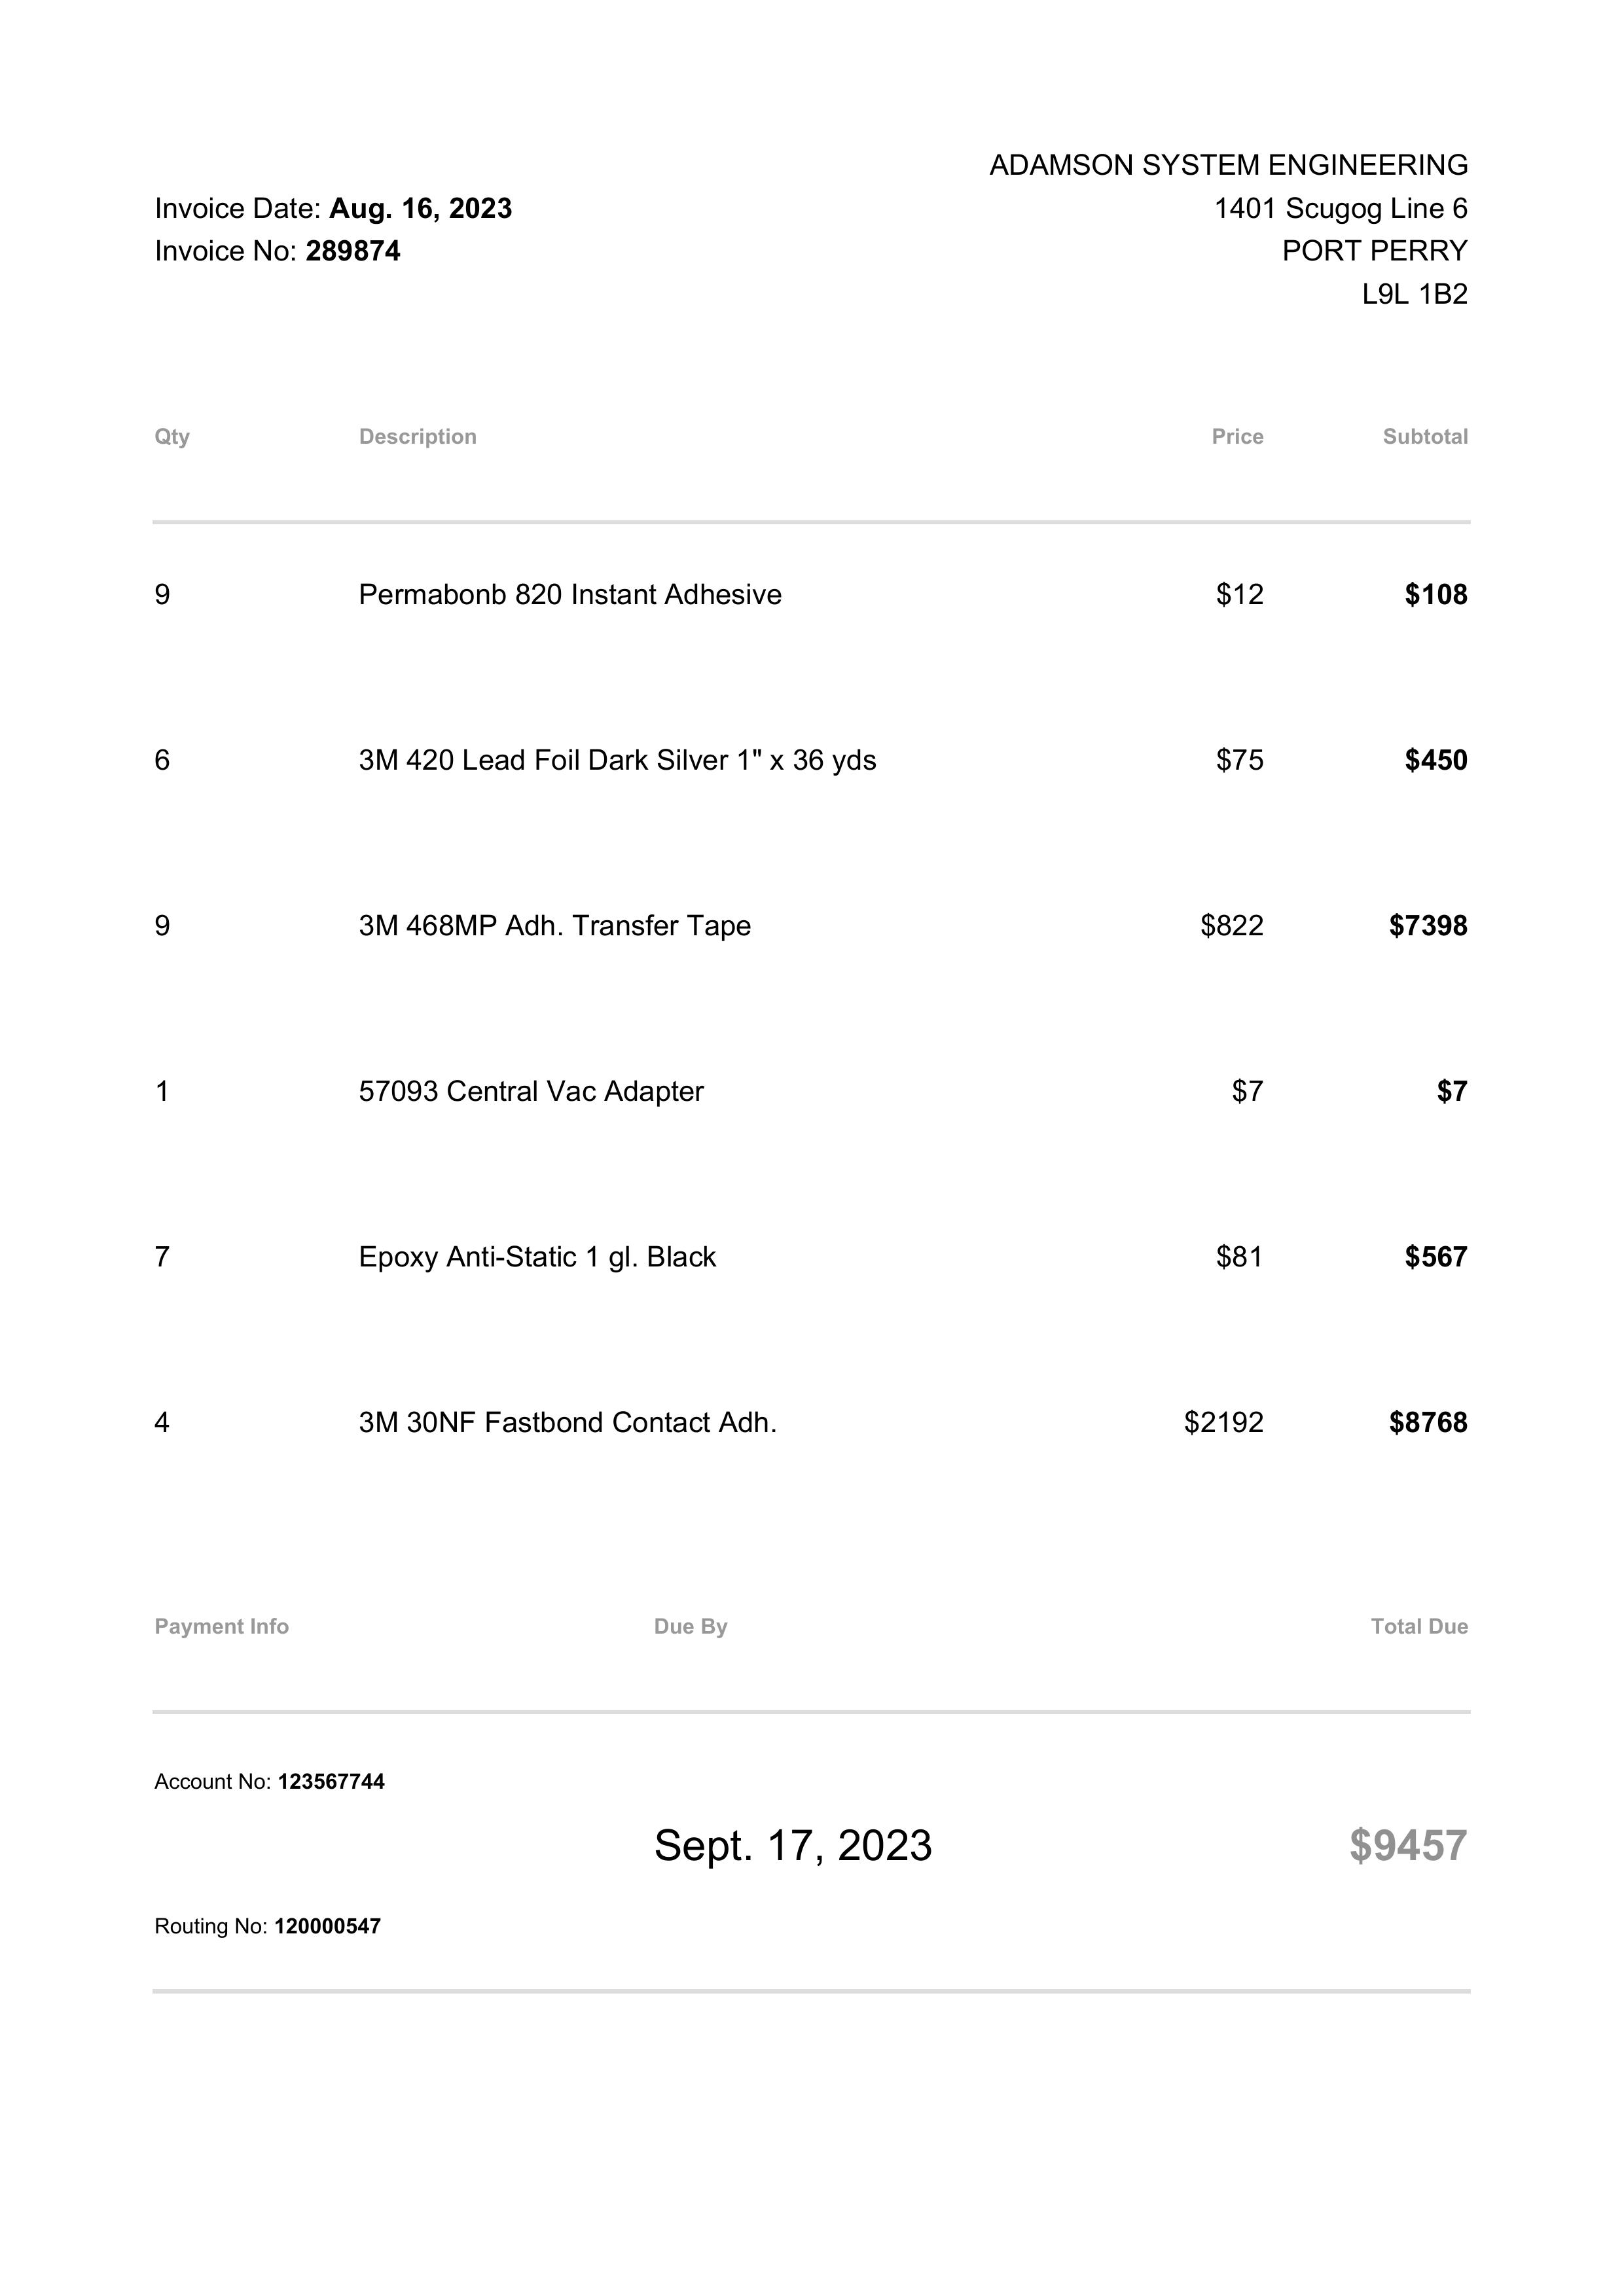 ADAMSON SYSTEM ENGINEERING
Invoice Date: Aug. 16, 2023 1401 Scugog Line 6
Invoice No: 289874 PORT PERRY
L9L 1B2
Qty Description Price Subtotal
9 Permabonb 820 Instant Adhesive $12 $108
6 3M 420 Lead Foil Dark Silver 1" x 36 yds $75 $450
9 3M 468MP Adh. Transfer Tape $822 $7398
1 57093 Central Vac Adapter $7 $7
7 Epoxy Anti-Static 1 gl. Black $81 $567
4 3M 30NF Fastbond Contact Adh. $2192 $8768
Payment Info Due By Total Due
Account No: 123567744
Sept. 17, 2023 $9457
Routing No: 120000547